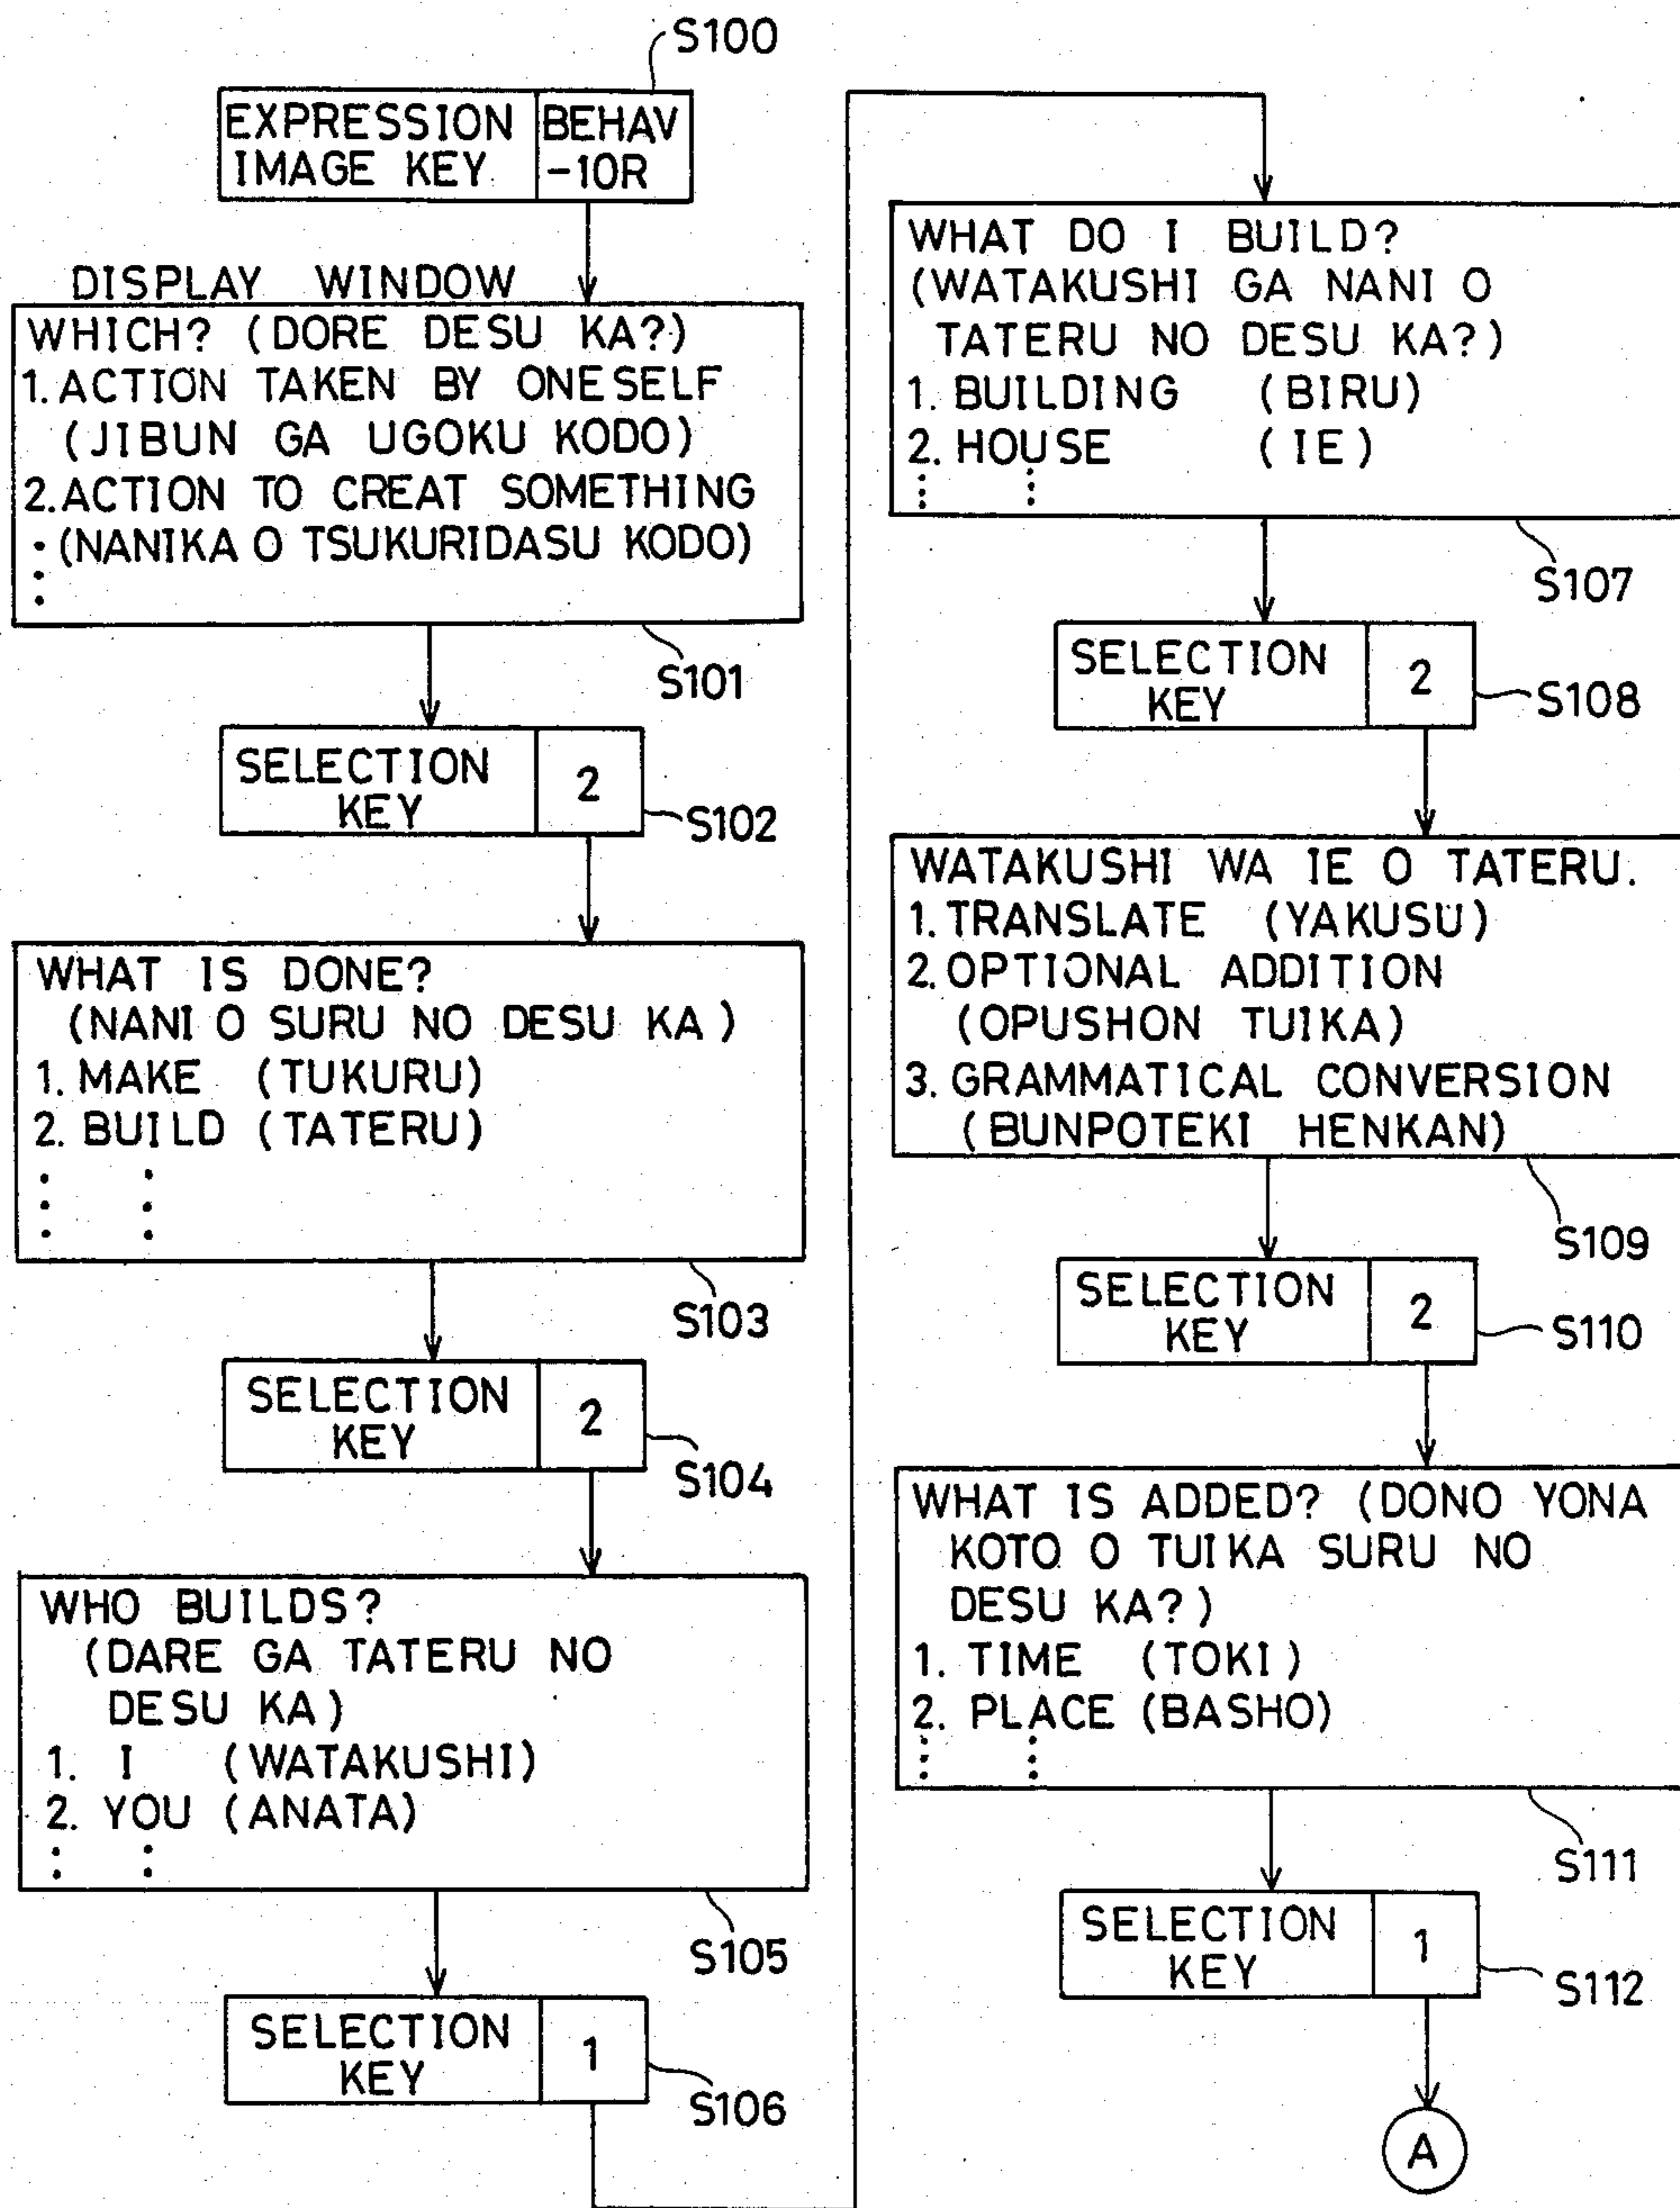 S100
EXPRESSION IMAGE KEY
BEHAV -10R
DISPLAY WINDOW
WHICH? (DORE DESU KA?)
1. ACTION TAKEN BY ONESELF
(JIBUN GA UGOKU KODO)
2. ACTION TO CREAT SOMETHING
(NANIKA O TSUKURIDASU KODO)
S101
SELECTION
KEY
2
S102
WHAT IS DONE?
(NANI O SURU NO DESU KA)
1. MAKE (TUKURU)
2. BUILD (TATERU)
S103
SELECTION
KEY
2
S104
WHO BUILDS?
(DARE GA TATERU NO
DESU KA)
1. I (WATAKUSHI)
2. YOU (ANATA)
S105
SELECTION
KEY
1
S106
WHAT DO I BUILD?
(WATAKUSHI GA NANI O
TATERU NO DESU KA?)
1. BUILDING (BIRU)
2. HOUSE (IE)
S107
SELECTION
KEY
2
S108
WATAKUSHI WA IE O TATERU.
1. TRANSLATE (YAKUSU)
2. OPTIONAL ADDITION
(OPUSHON TUIKA)
3. GRAMMATICAL CONVERSION
(BUNPOTEKI HENKAN)
S109
SELECTION
KEY
2
S110
WHAT IS ADDED? (DONO YONA
KOTO O TUIKA SURU NO
DESU KA?)
1. TIME (TOKI)
2. PLACE (BASHO)
S111
SELECTION
KEY
1
S112
A